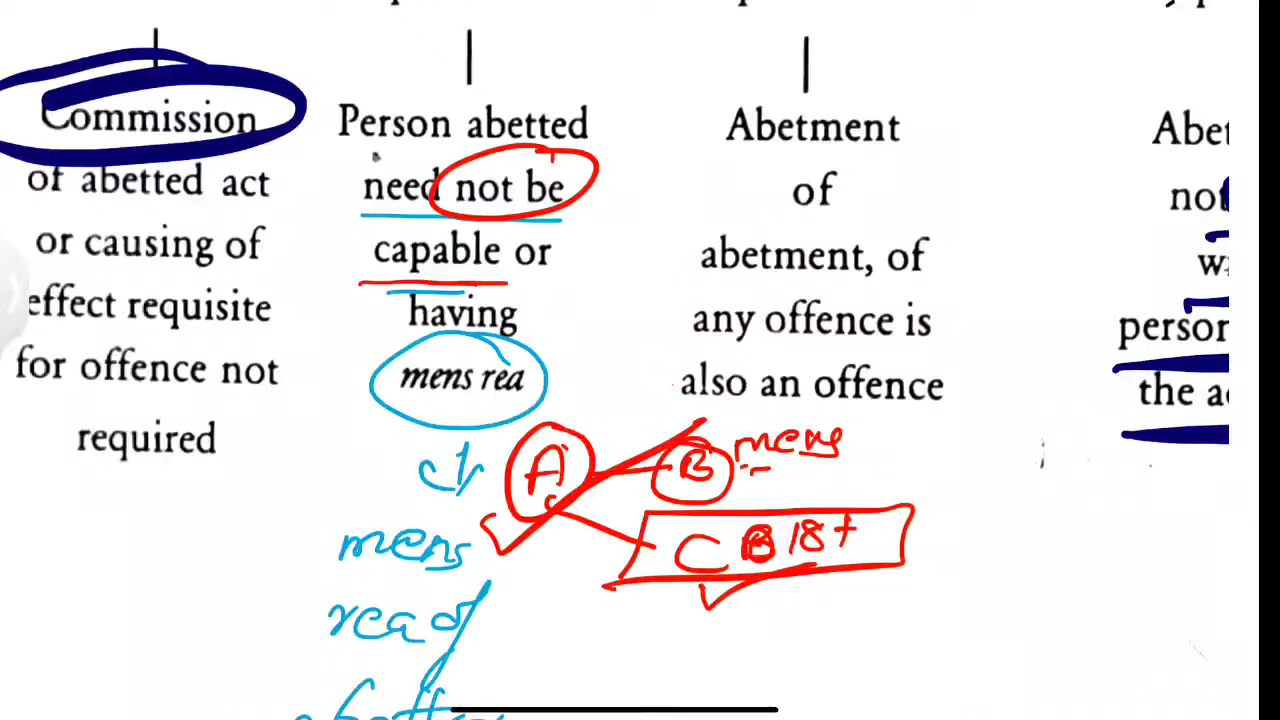 Commission
of abetted act
or causing of
effect requisite
for offence not
required
Person abetted
need not be
capable or
having
mens rea
Abetment
of
abetment, of
any offence is
also an offence
Abet
not
person
the
A
B mens
C B 18+
mens
rea of